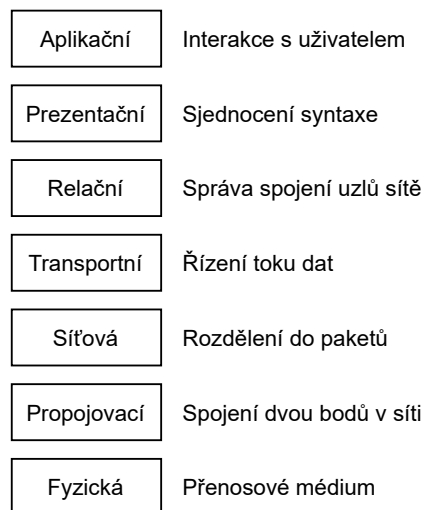 Aplikační Interakce s uživatelem
Prezentační Sjednocení syntaxe
Relační Správa spojení uzlů sítě
Transportní Řízení toku dat
Síťová Rozdělení do paketů
Propojovací Spojení dvou bodů v síti
Fyzická Přenosové médium